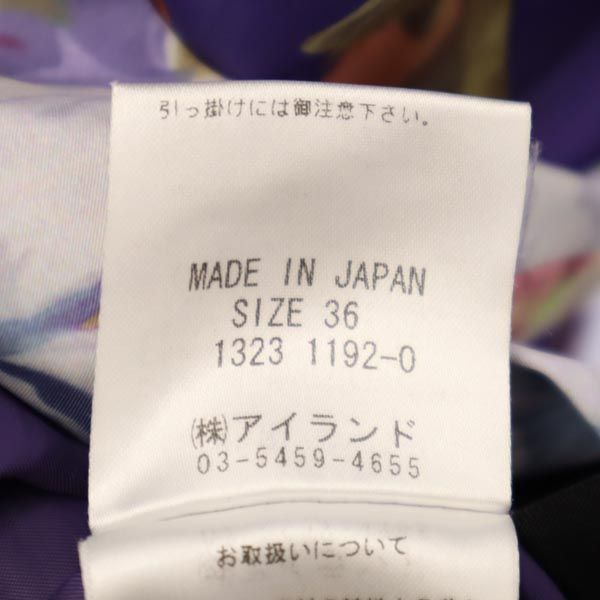 引っ掛けには御注意下さい。
MADE IN JAPAN
SIZE 36
1323 1192-0
(株)アイランド
03-5459-4655
お取扱いについて